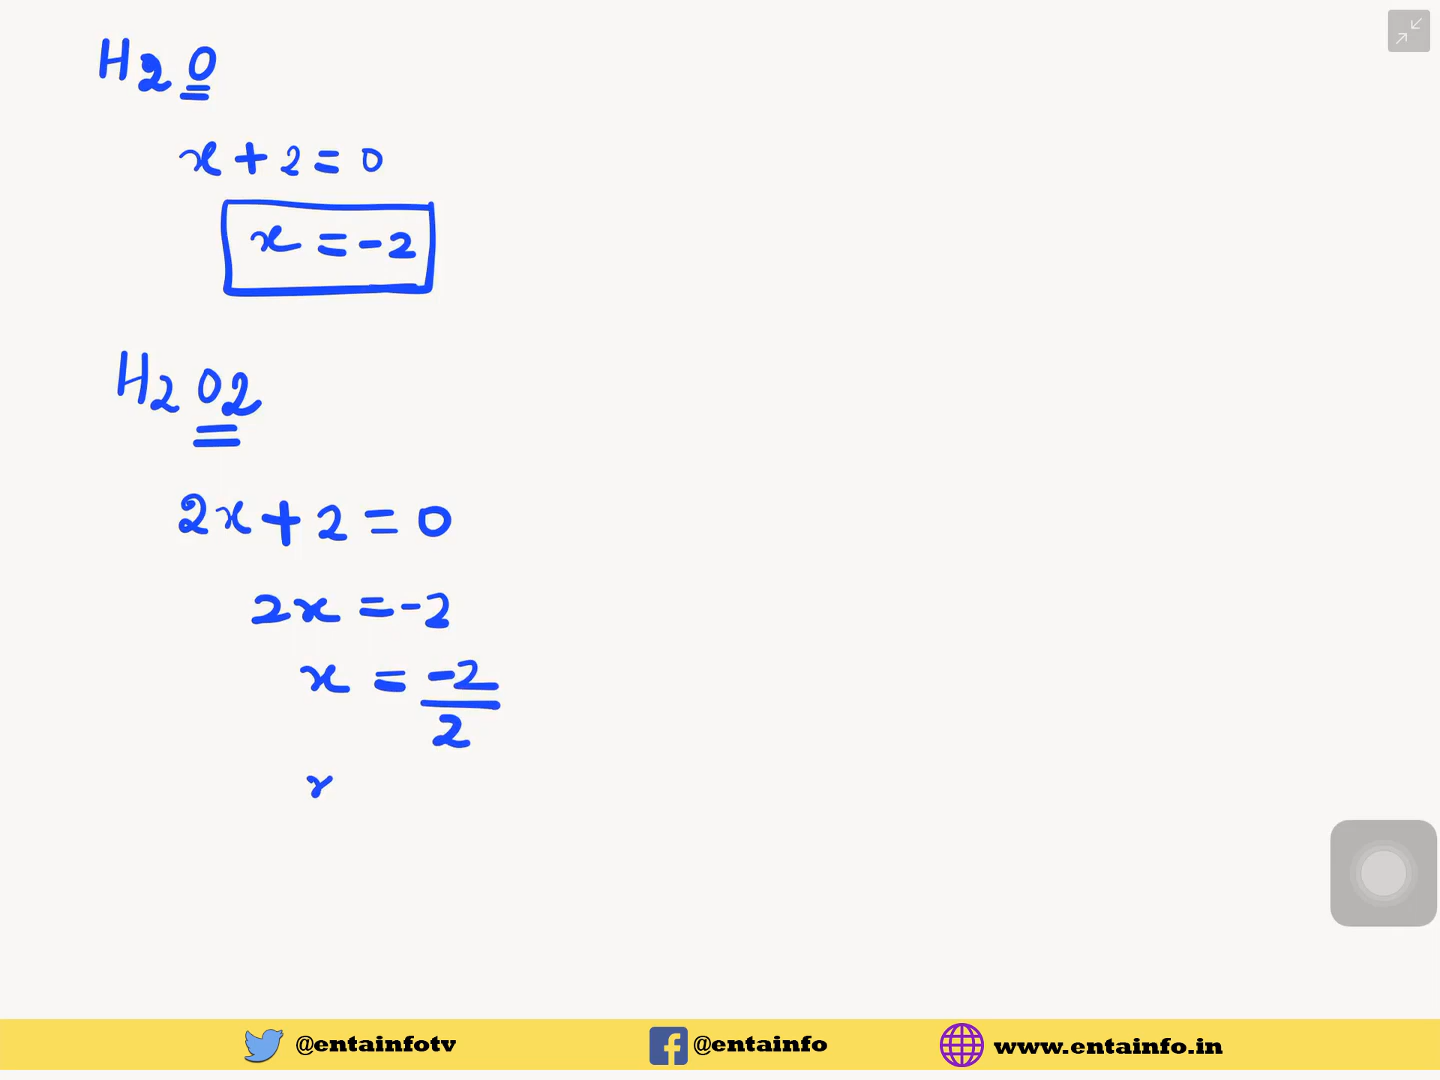 H2O
x + 2 = 0
x = -2
H2O2
2x + 2 = 0
2x = -2
x = -2/2
@entainfotv @entainfo www.entainfo.in